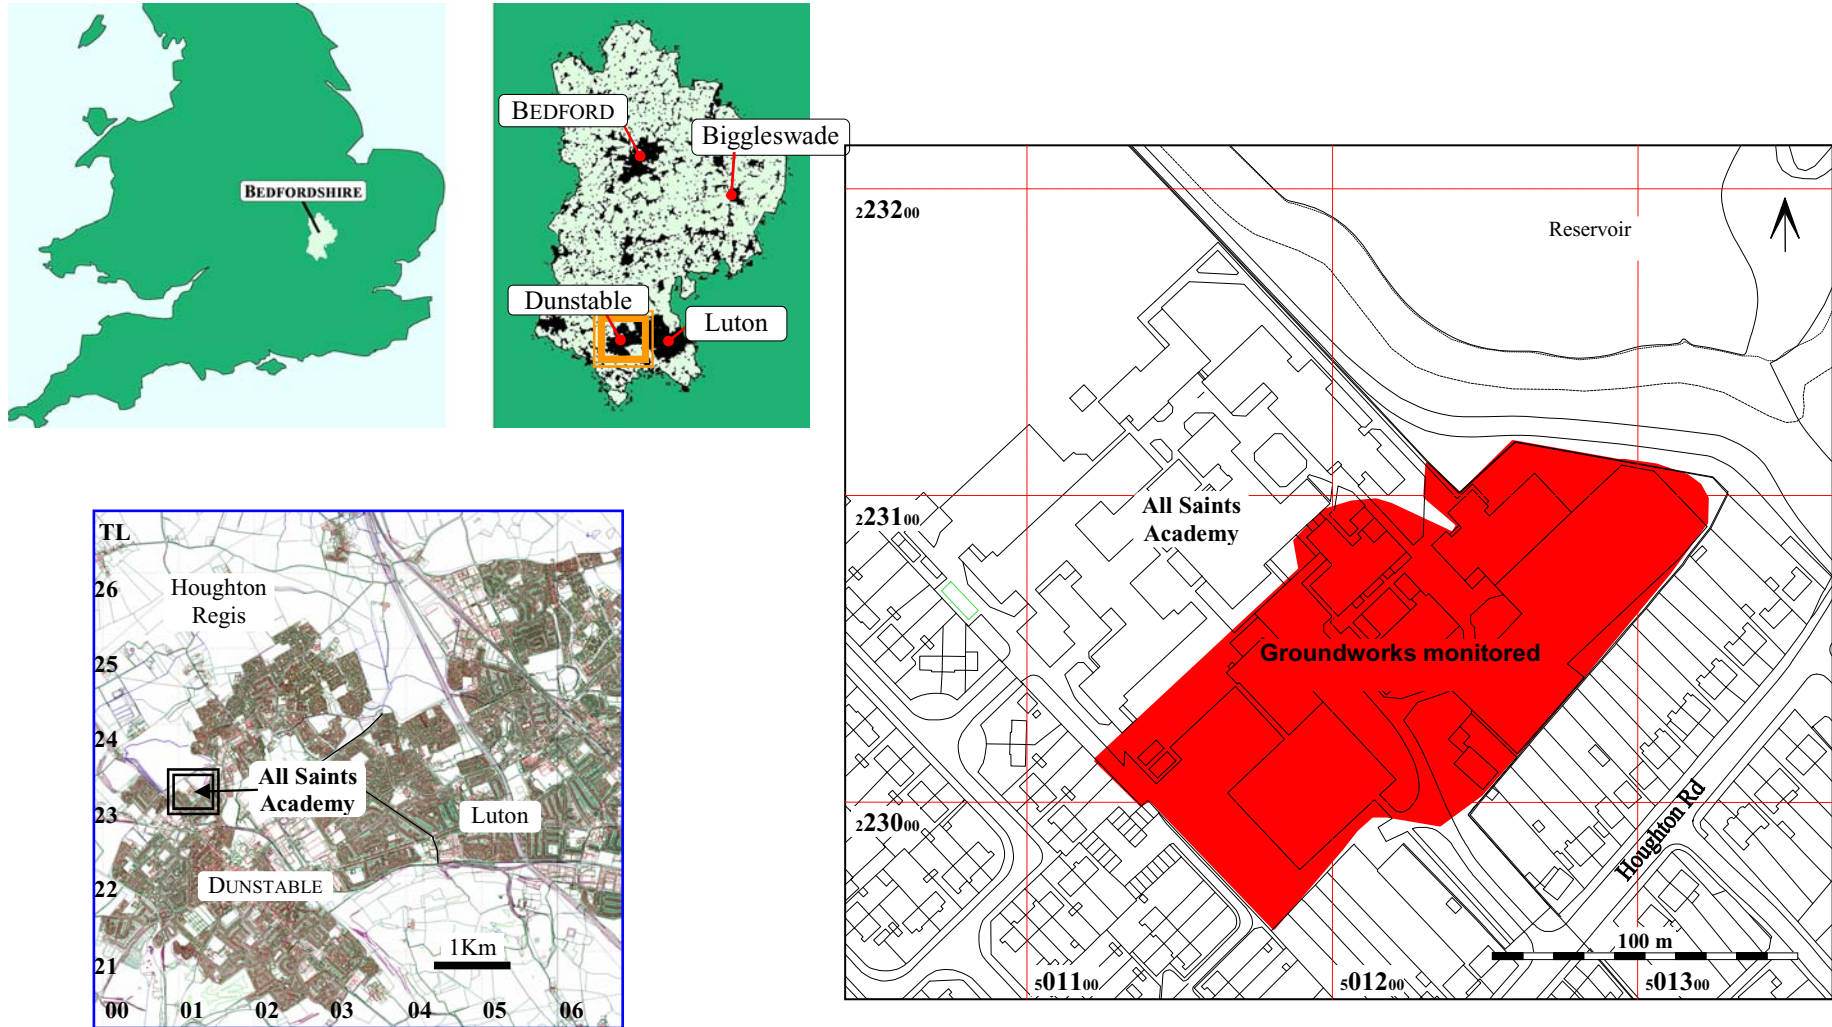 BEDFORDSHIRE
BEDFORD
Biggleswade
Dunstable
Luton
TL
26
25
24
23
22
21
00
01
02
03
04
05
06
Houghton
Regis
All Saints
Academy
Luton
DUNSTABLE
1Km
223200
Reservoir
223100
All Saints
Academy
Groundworks monitored
223000
Houghton Rd
100 m
501100
501200
501300